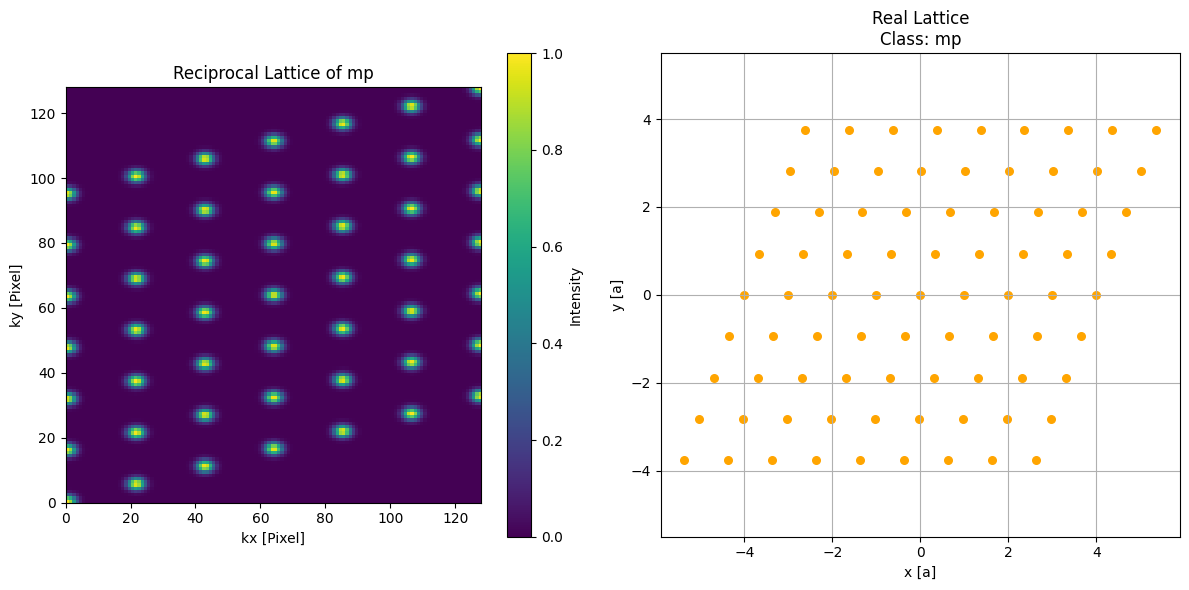 Reciprocal Lattice of mp
120
100
80
60
40
20
0
ky [Pixel]
0 20 40 60 80 100 120
kx [Pixel]
1.0
0.8
0.6
0.4
0.2
0.0
Intensity
Real Lattice
Class: mp
4
2
0
−2
−4
y [a]
−4 −2 0 2 4
x [a]